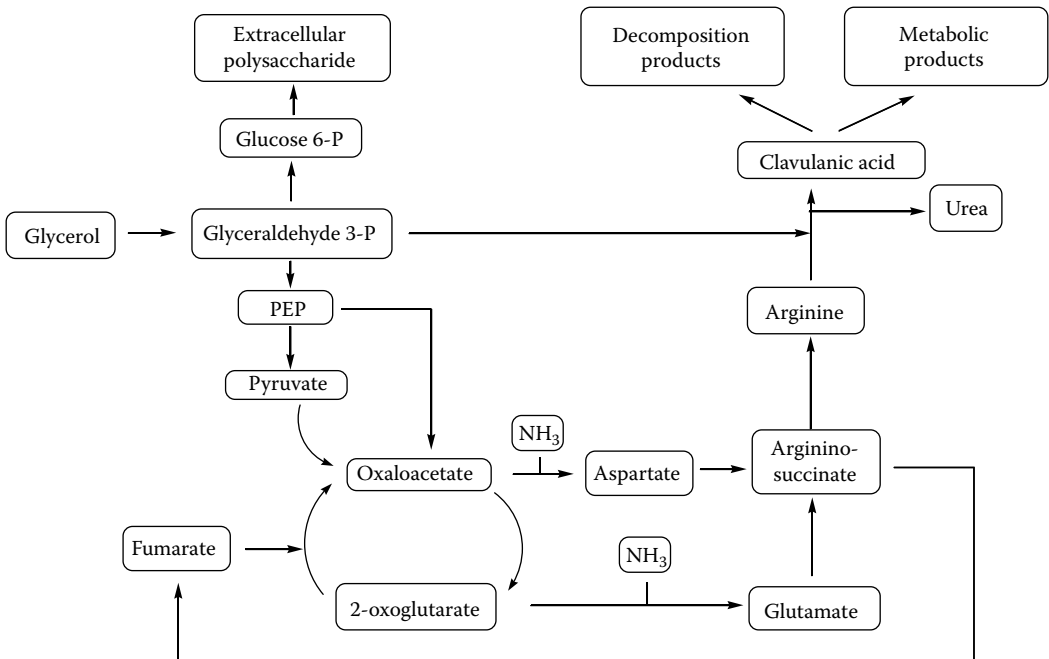 Extracellular
polysaccharide
Decomposition
products
Metabolic
products
Glucose 6-P
Clavulanic acid
Glycerol
Glyceraldehyde 3-P
Urea
PEP
Arginine
Pyruvate
NH₃
Oxaloacetate
Aspartate
Arginino-
succinate
Fumarate
NH₃
2-oxoglutarate
Glutamate